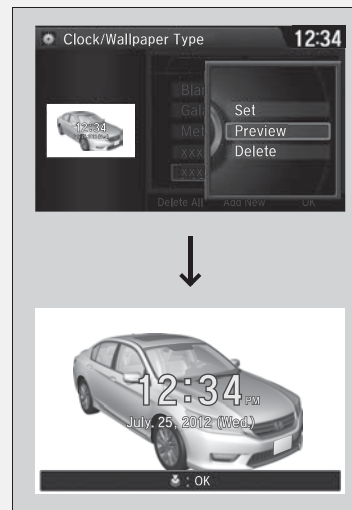 Clock/Wallpaper Type 12:34
Set
Preview
Delete
12:34
Delete All Add New OK
12:34 PM
July. 25, 2012 (Wed.)
: OK